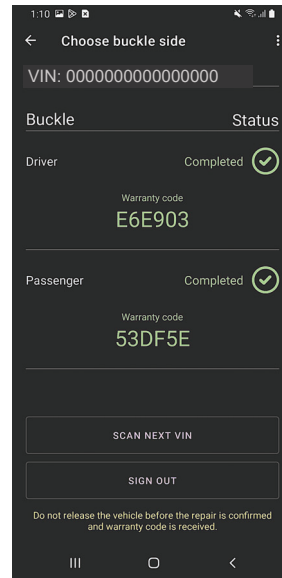 1:10
Choose buckle side
VIN: 0000000000000000
Buckle Status
Driver Completed
Warranty code
E6E903
Passenger Completed
Warranty code
53DF5E
SCAN NEXT VIN
SIGN OUT
Do not release the vehicle before the repair is confirmed
and warranty code is received.